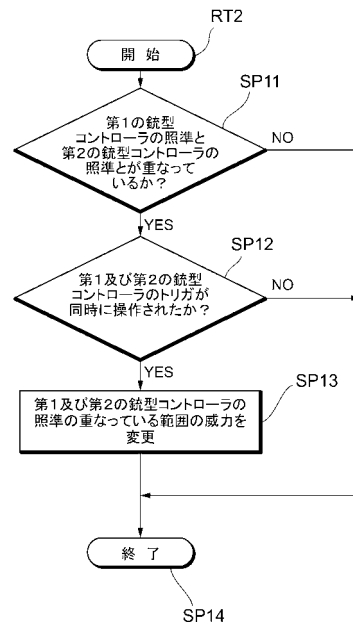 RT2
開 始
SP11
第1の銃型
コントローラの照準と
第2の銃型コントローラの
照準とが重なって
いるか?
NO
YES
SP12
第1及び第2の銃型
コントローラのトリガが
同時に操作されたか?
NO
YES
SP13
第1及び第2の銃型コントローラの
照準の重なっている範囲の威力を
変更
終 了
SP14